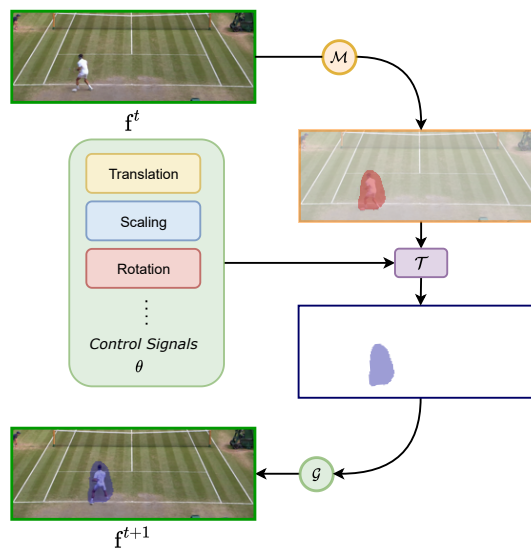 ℳ
f^t
Translation
Scaling
Rotation
⋮
Control Signals
θ
𝒯
𝒢
f^{t+1}